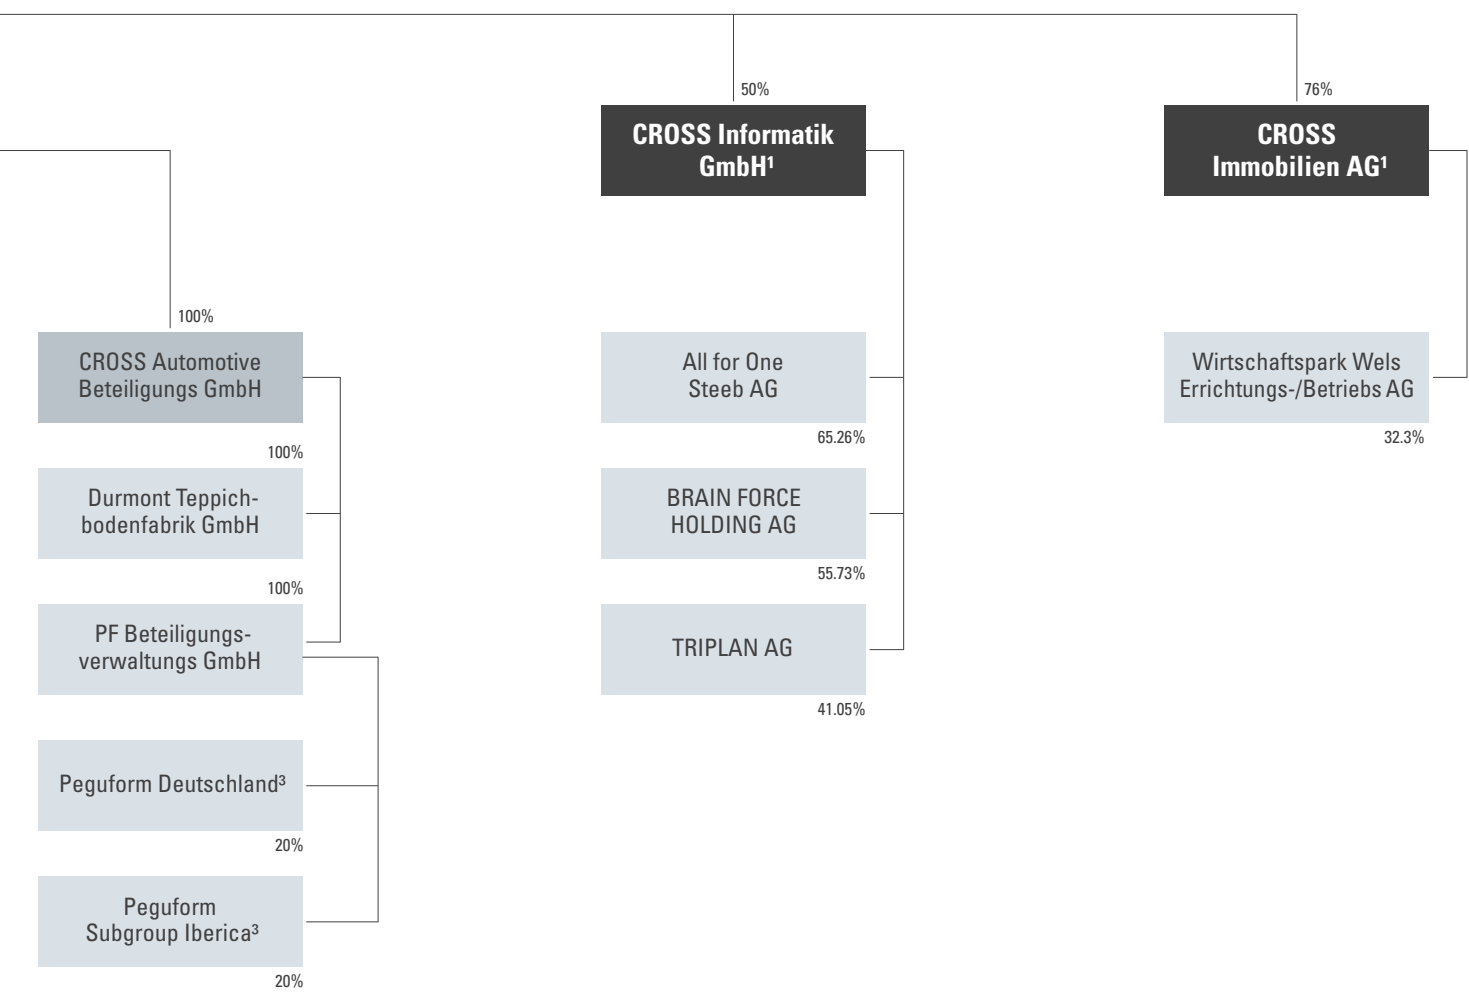 50%
CROSS Informatik
GmbH¹
76%
CROSS
Immobilien AG¹
100%
CROSS Automotive
Beteiligungs GmbH
100%
Durmont Teppich-
bodenfabrik GmbH
100%
PF Beteiligungs-
verwaltungs GmbH
Peguform Deutschland³
20%
Peguform
Subgroup Iberica³
20%
All for One
Steeb AG
65.26%
BRAIN FORCE
HOLDING AG
55.73%
TRIPLAN AG
41.05%
Wirtschaftspark Wels
Errichtungs-/Betriebs AG
32.3%